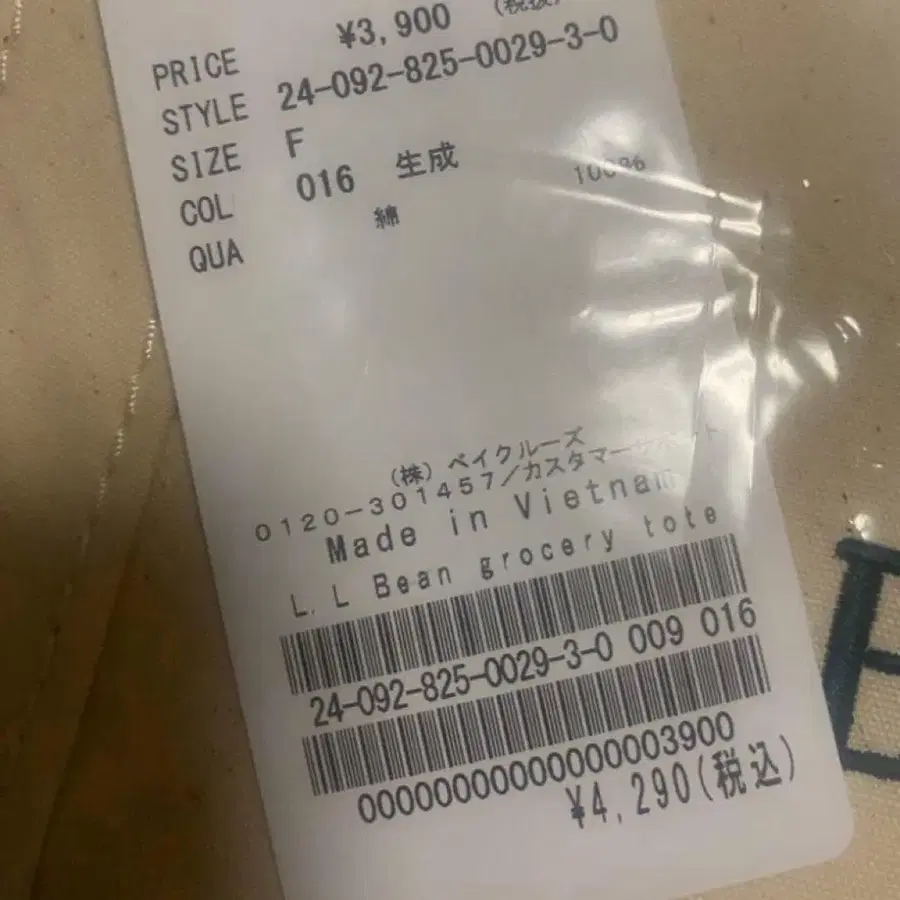 PRICE ¥3,900 (税抜)
STYLE 24-092-825-0029-3-0
SIZE F
COL 016 生成
QUA 綿 100%
(株) ベイクルーズ
0120-301457/カスタマーサポート
Made in Vietnam
L.L Bean grocery tote
24-092-825-0029-3-0 009 016
00000000000000003900
¥4,290(税込)
E